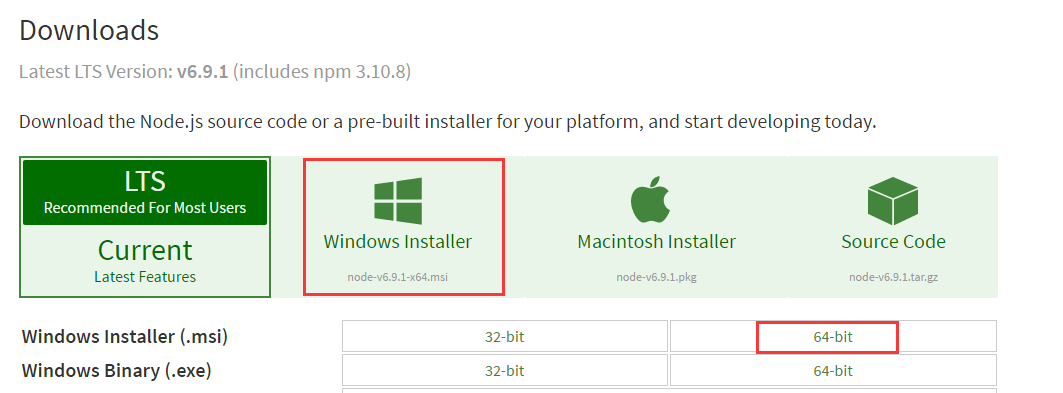 Downloads
Latest LTS Version: v6.9.1 (includes npm 3.10.8)
Download the Node.js source code or a pre-built installer for your platform, and start developing today.
LTS
Recommended For Most Users
Current
Latest Features
Windows Installer
node-v6.9.1-x64.msi
Macintosh Installer
node-v6.9.1.pkg
Source Code
node-v6.9.1.tar.gz
Windows Installer (.msi) 32-bit 64-bit
Windows Binary (.exe) 32-bit 64-bit